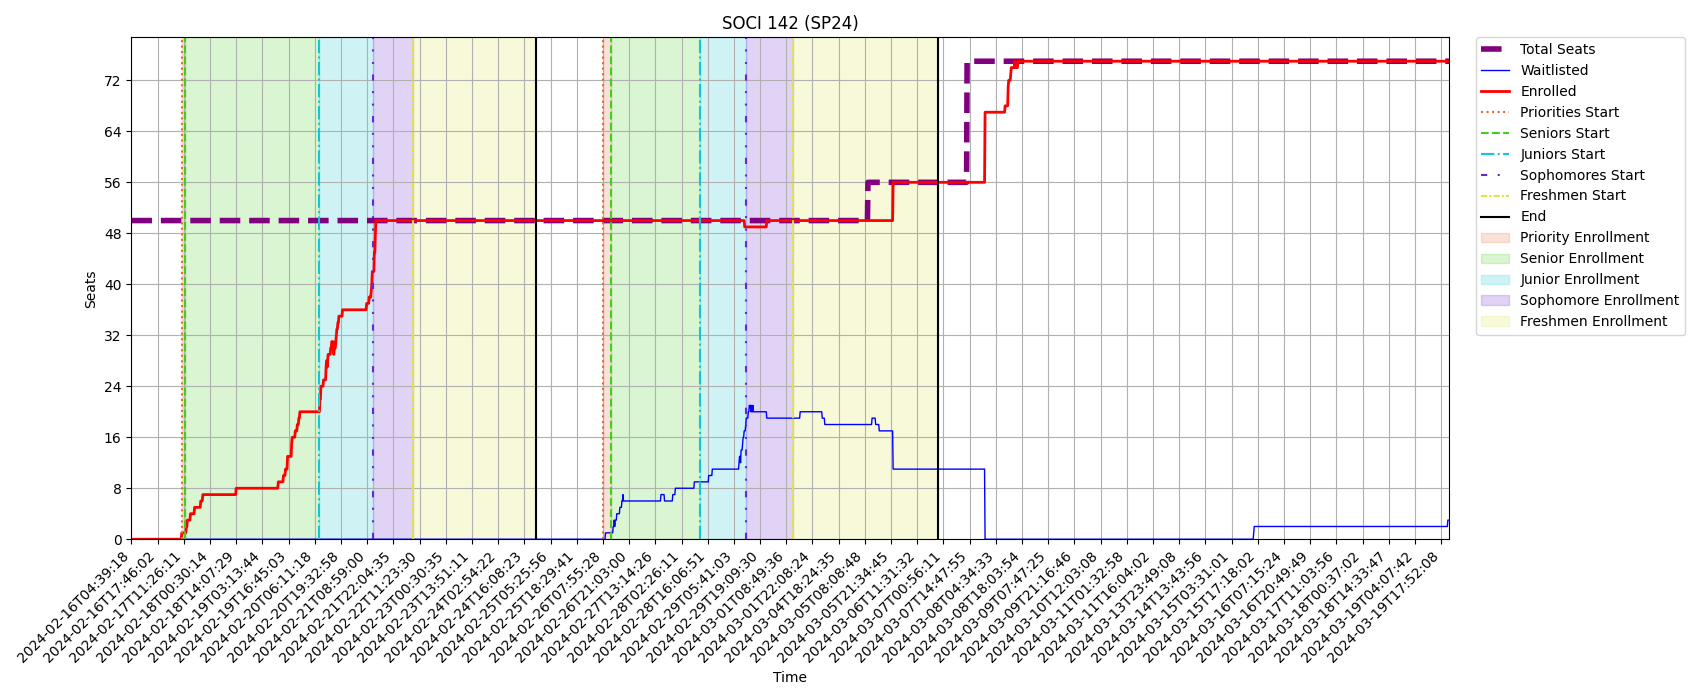 SOCI 142 (SP24)
Seats
72
64
56
48
40
32
24
16
8
0
2024-02-16T04:39:18
2024-02-16T17:46:02
2024-02-17T11:26:11
2024-02-18T00:30:14
2024-02-18T14:07:29
2024-02-19T03:13:44
2024-02-19T16:45:03
2024-02-20T06:11:18
2024-02-20T19:32:58
2024-02-21T08:59:00
2024-02-21T22:04:35
2024-02-22T11:23:30
2024-02-23T00:30:35
2024-02-23T13:51:11
2024-02-24T02:54:22
2024-02-24T16:08:23
2024-02-25T05:25:56
2024-02-25T18:29:41
2024-02-26T07:55:28
2024-02-26T21:03:00
2024-02-27T13:14:26
2024-02-28T02:26:11
2024-02-28T16:06:51
2024-02-29T05:41:03
2024-02-29T19:09:30
2024-03-01T08:49:36
2024-03-01T22:08:24
2024-03-04T18:24:35
2024-03-05T08:08:48
2024-03-05T21:34:45
2024-03-06T11:31:32
2024-03-07T00:56:11
2024-03-07T14:47:55
2024-03-08T04:34:33
2024-03-08T18:03:54
2024-03-09T07:47:25
2024-03-09T21:16:46
2024-03-10T12:03:08
2024-03-11T01:32:58
2024-03-11T16:04:02
2024-03-13T23:49:08
2024-03-14T13:43:56
2024-03-15T03:31:01
2024-03-15T17:18:02
2024-03-16T07:15:24
2024-03-16T20:49:49
2024-03-17T11:03:56
2024-03-18T00:37:02
2024-03-18T14:33:47
2024-03-19T04:07:42
2024-03-19T17:52:08
Time
Total Seats
Waitlisted
Enrolled
Priorities Start
Seniors Start
Juniors Start
Sophomores Start
Freshmen Start
End
Priority Enrollment
Senior Enrollment
Junior Enrollment
Sophomore Enrollment
Freshmen Enrollment